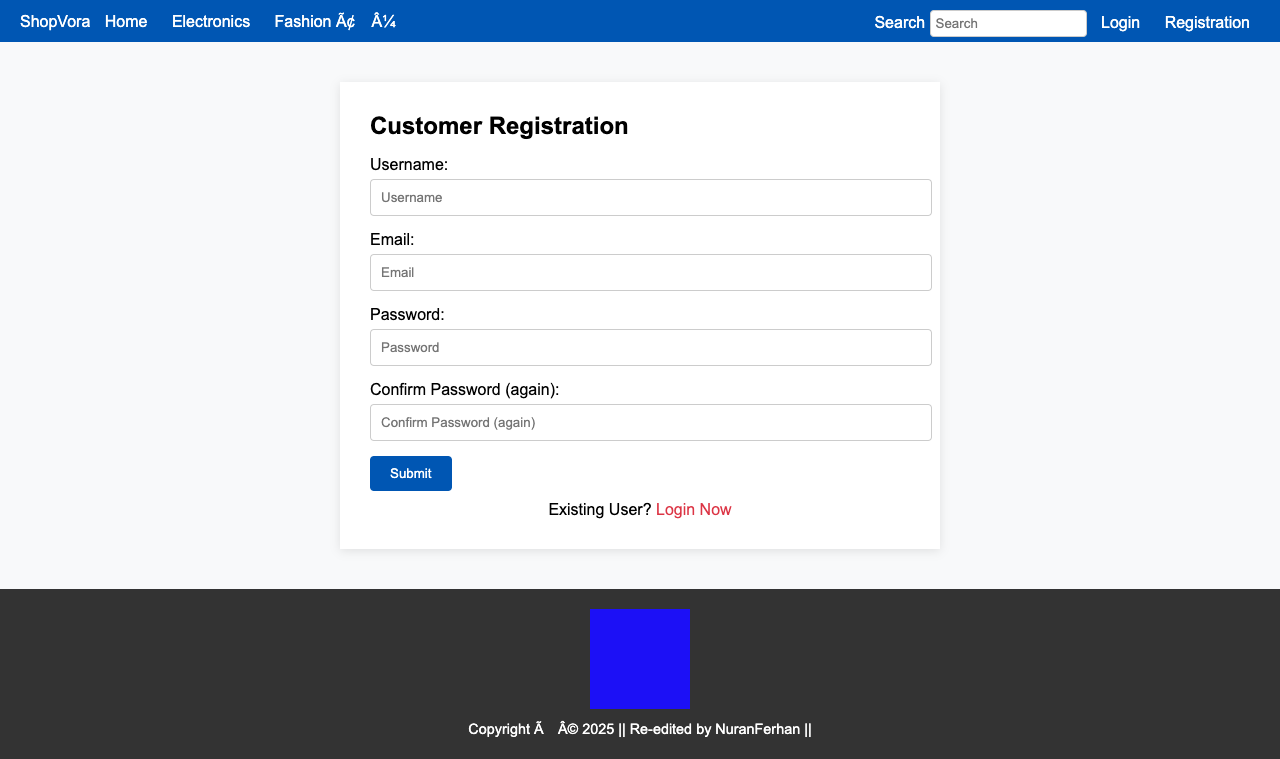 ShopVora Home Electronics Fashion Ã¢ Â¼ Search Search Login Registration
Customer Registration
Username:
Username
Email:
Email
Password:
Password
Confirm Password (again):
Confirm Password (again)
Submit
Existing User? Login Now
Copyright Ã Â© 2025 || Re-edited by NuranFerhan ||